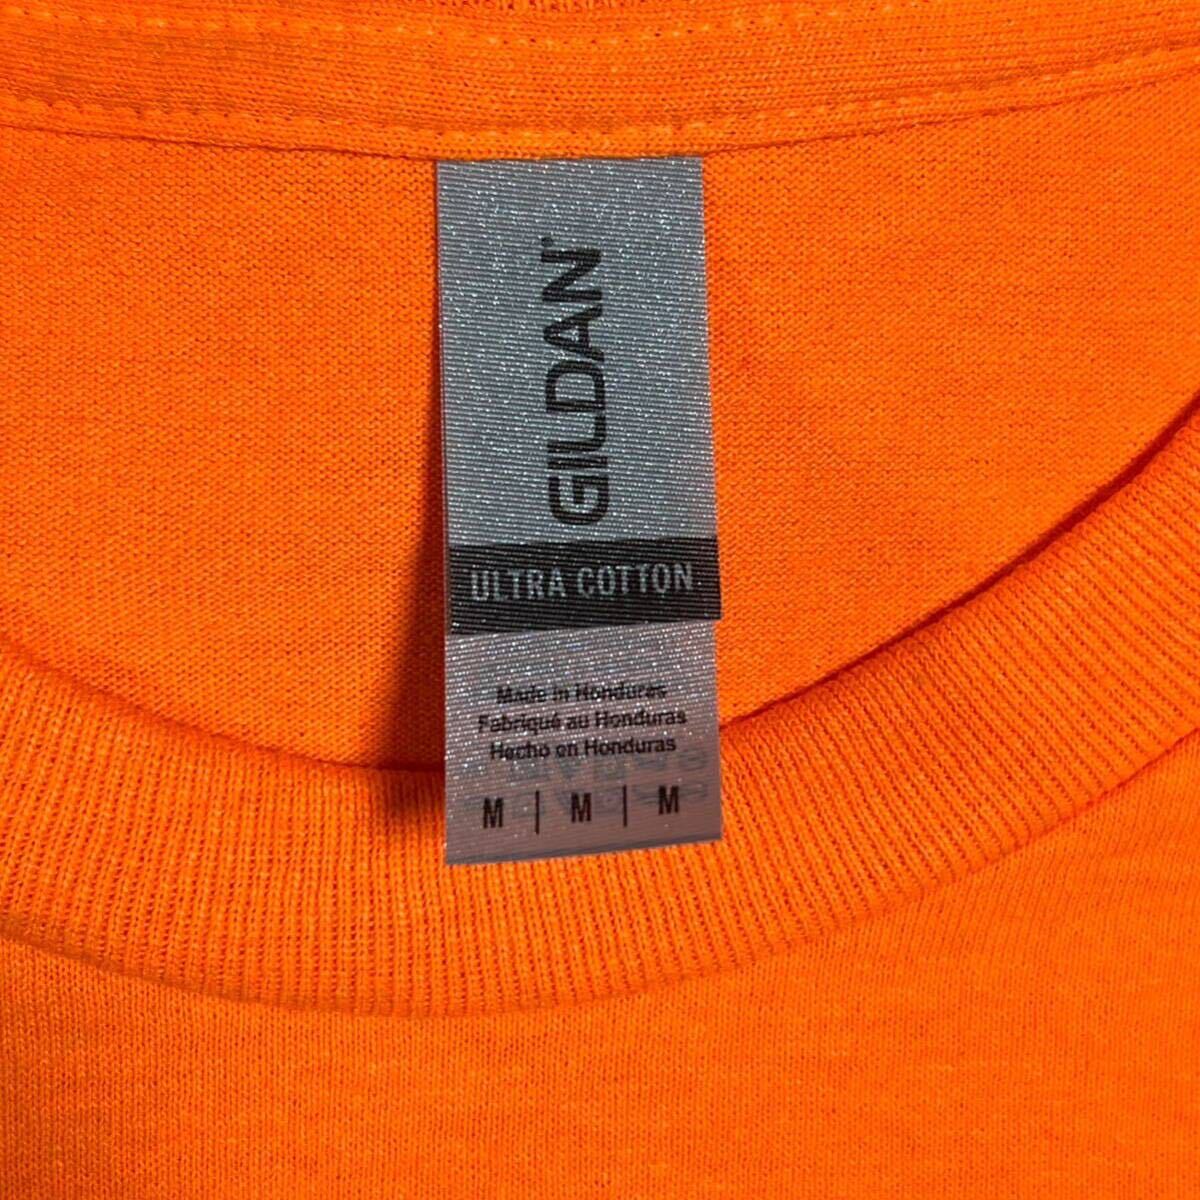 GILDAN®
ULTRA COTTON
Made in Honduras
Fabriqué au Honduras
Hecho en Honduras
M | M | M